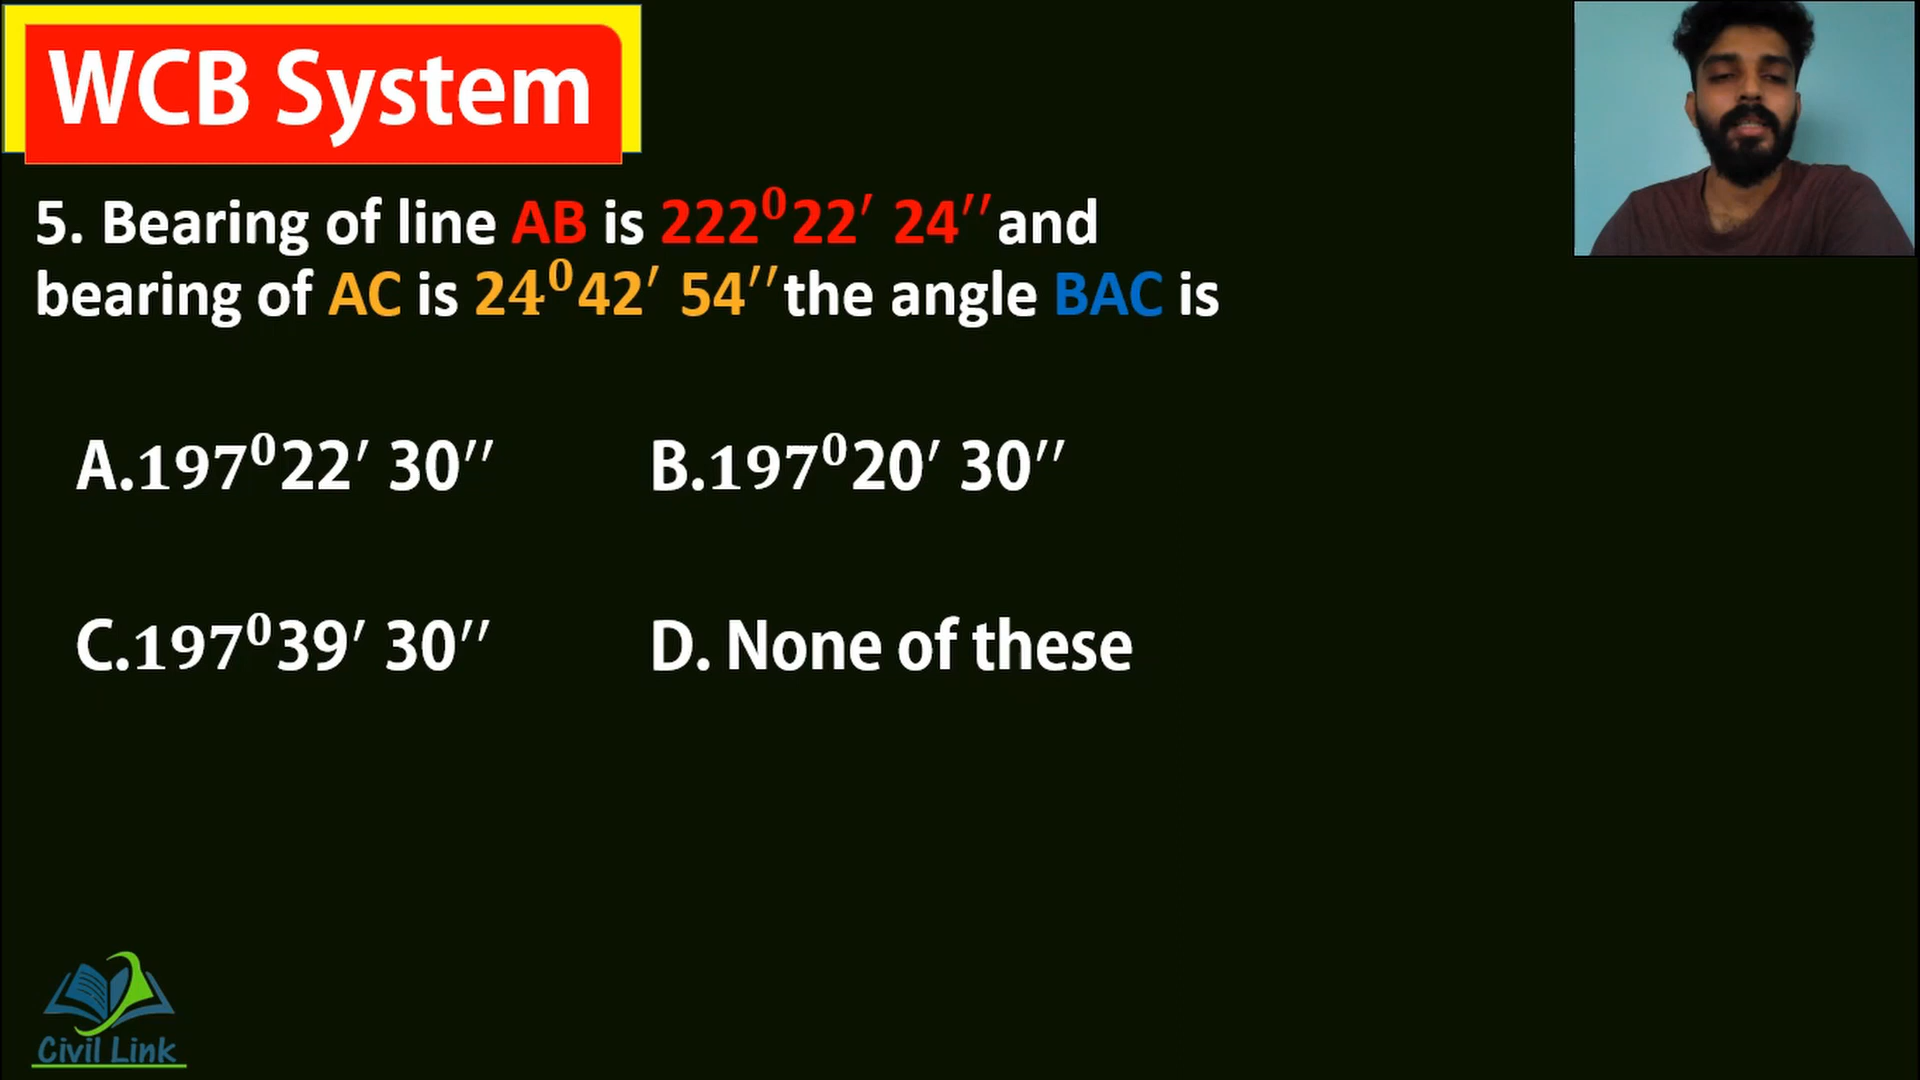 WCB System
5. Bearing of line AB is 222⁰22′ 24′′and
bearing of AC is 24⁰42′ 54′′the angle BAC is
A.197⁰22′ 30′′ B.197⁰20′ 30′′
C.197⁰39′ 30′′ D. None of these
Civil Link